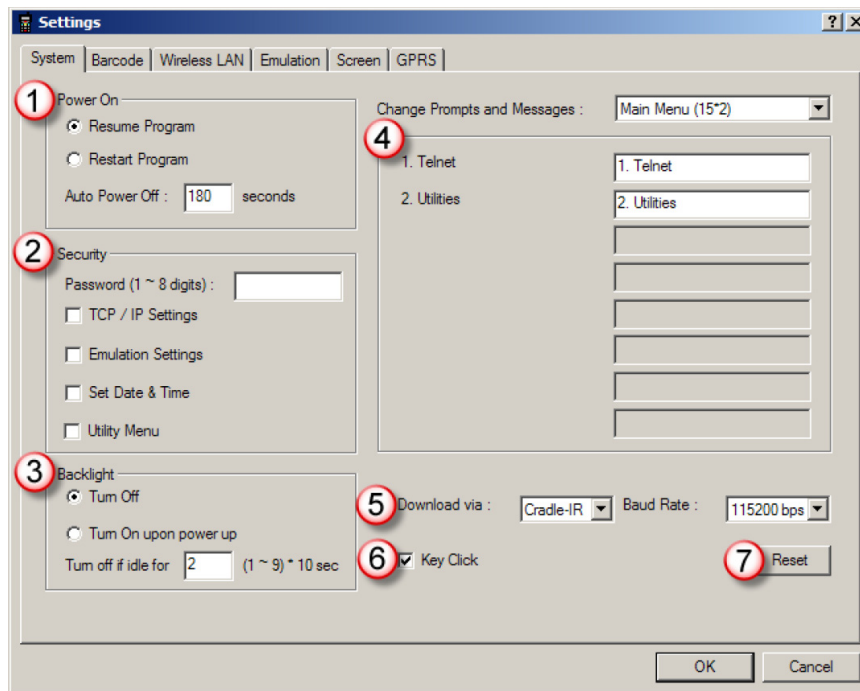 Settings
System Barcode Wireless LAN Emulation Screen GPRS
1
Power On
Resume Program
Restart Program
Auto Power Off : 180 seconds
2
Security
Password (1 ~ 8 digits) :
TCP / IP Settings
Emulation Settings
Set Date & Time
Utility Menu
3
Backlight
Turn Off
Turn On upon power up
Turn off if idle for 2 (1 ~ 9) * 10 sec
Change Prompts and Messages : Main Menu (15*2)
4
1. Telnet 1. Telnet
2. Utilities 2. Utilities
5
Download via : Cradle-IR Baud Rate : 115200 bps
6
Key Click
7
Reset
OK Cancel